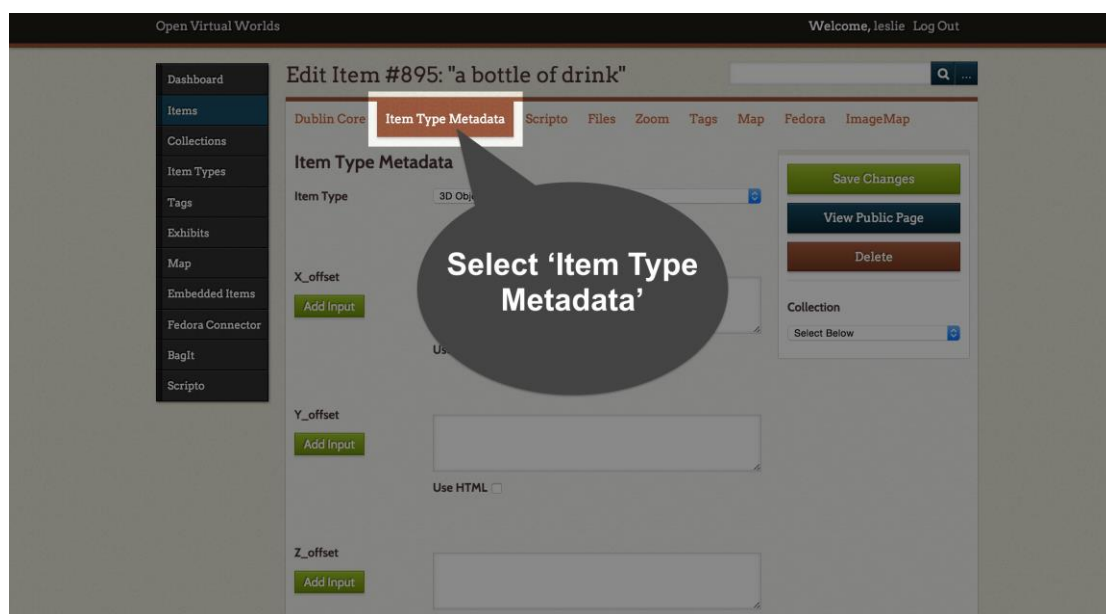 Open Virtual Worlds
Welcome, leslie Log Out
Dashboard
Items
Collections
Item Types
Tags
Exhibits
Map
Embedded Items
Fedora Connector
BagIt
Scripto
Edit Item #895: "a bottle of drink"
...
Dublin Core Item Type Metadata Scripto Files Zoom Tags Map Fedora ImageMap
Item Type Metadata
Item Type
3D Obj
Select ‘Item Type
Metadata’
X_offset
Add Input
Us
Y_offset
Add Input
Use HTML
Z_offset
Add Input
Save Changes
View Public Page
Delete
Collection
Select Below